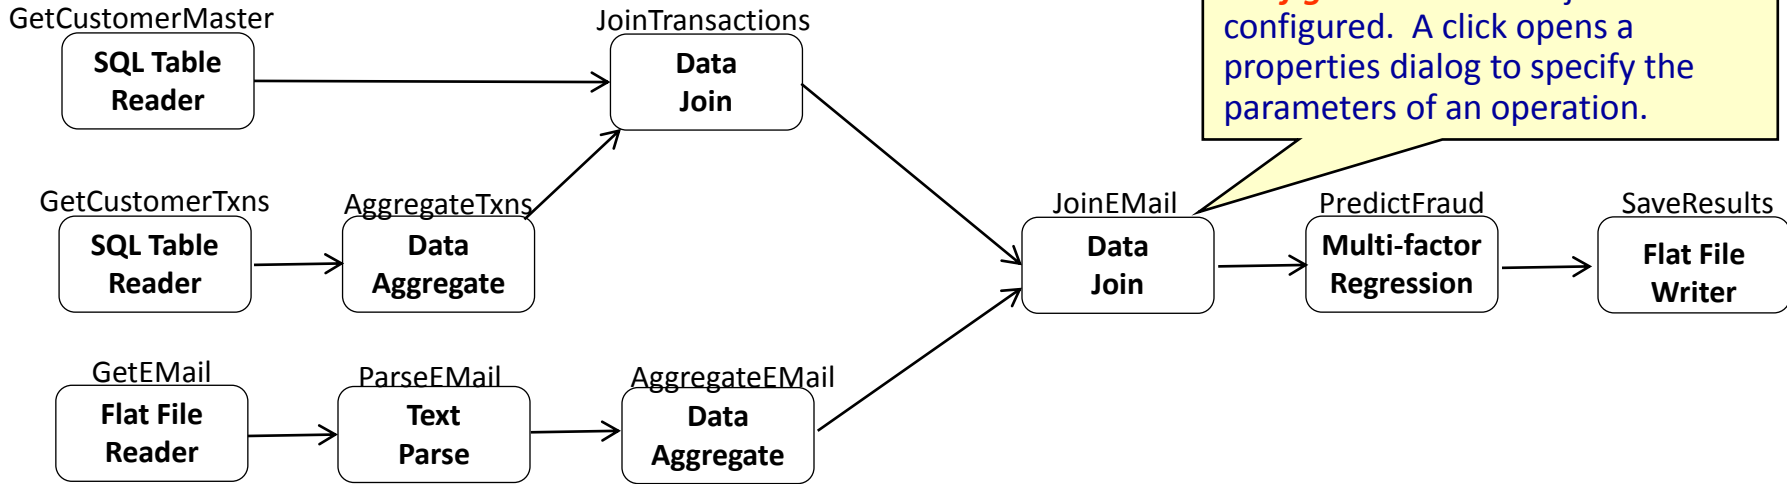 GetCustomerMaster
SQL Table
Reader
JoinTransactions
Data
Join
configured. A click opens a
properties dialog to specify the
parameters of an operation.
GetCustomerTxns
SQL Table
Reader
AggregateTxns
Data
Aggregate
JoinEMail
Data
Join
PredictFraud
Multi-factor
Regression
SaveResults
Flat File
Writer
GetEMail
Flat File
Reader
ParseEMail
Text
Parse
AggregateEMail
Data
Aggregate